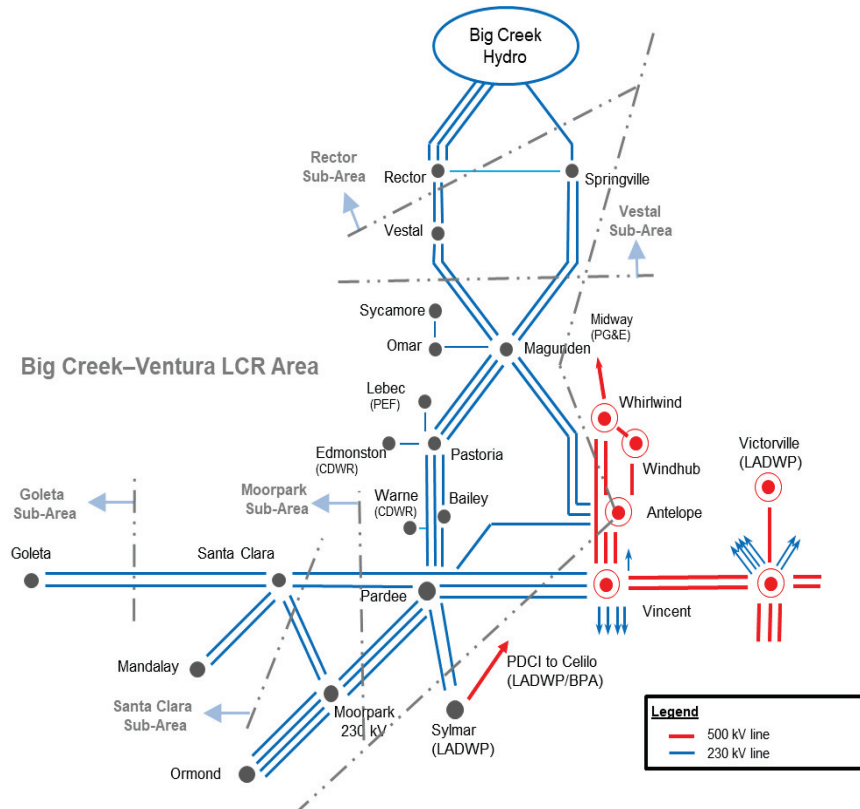 Big Creek
Hydro
Rector
Sub-Area
Rector
Springville
Vestal
Sub-Area
Vestal
Sycamore
Omar
Magunden
Midway
(PG&E)
Big Creek–Ventura LCR Area
Lebec
(PEF)
Whirlwind
Edmonston
(CDWR)
Pastoria
Windhub
Victorville
(LADWP)
Goleta
Sub-Area
Moorpark
Sub-Area
Warne
(CDWR)
Bailey
Antelope
Goleta
Santa Clara
Pardee
Vincent
Mandalay
PDCI to Celilo
(LADWP/BPA)
Santa Clara
Sub-Area
Moorpark
230 kV
Sylmar
(LADWP)
Ormond
Legend
500 kV line
230 kV line